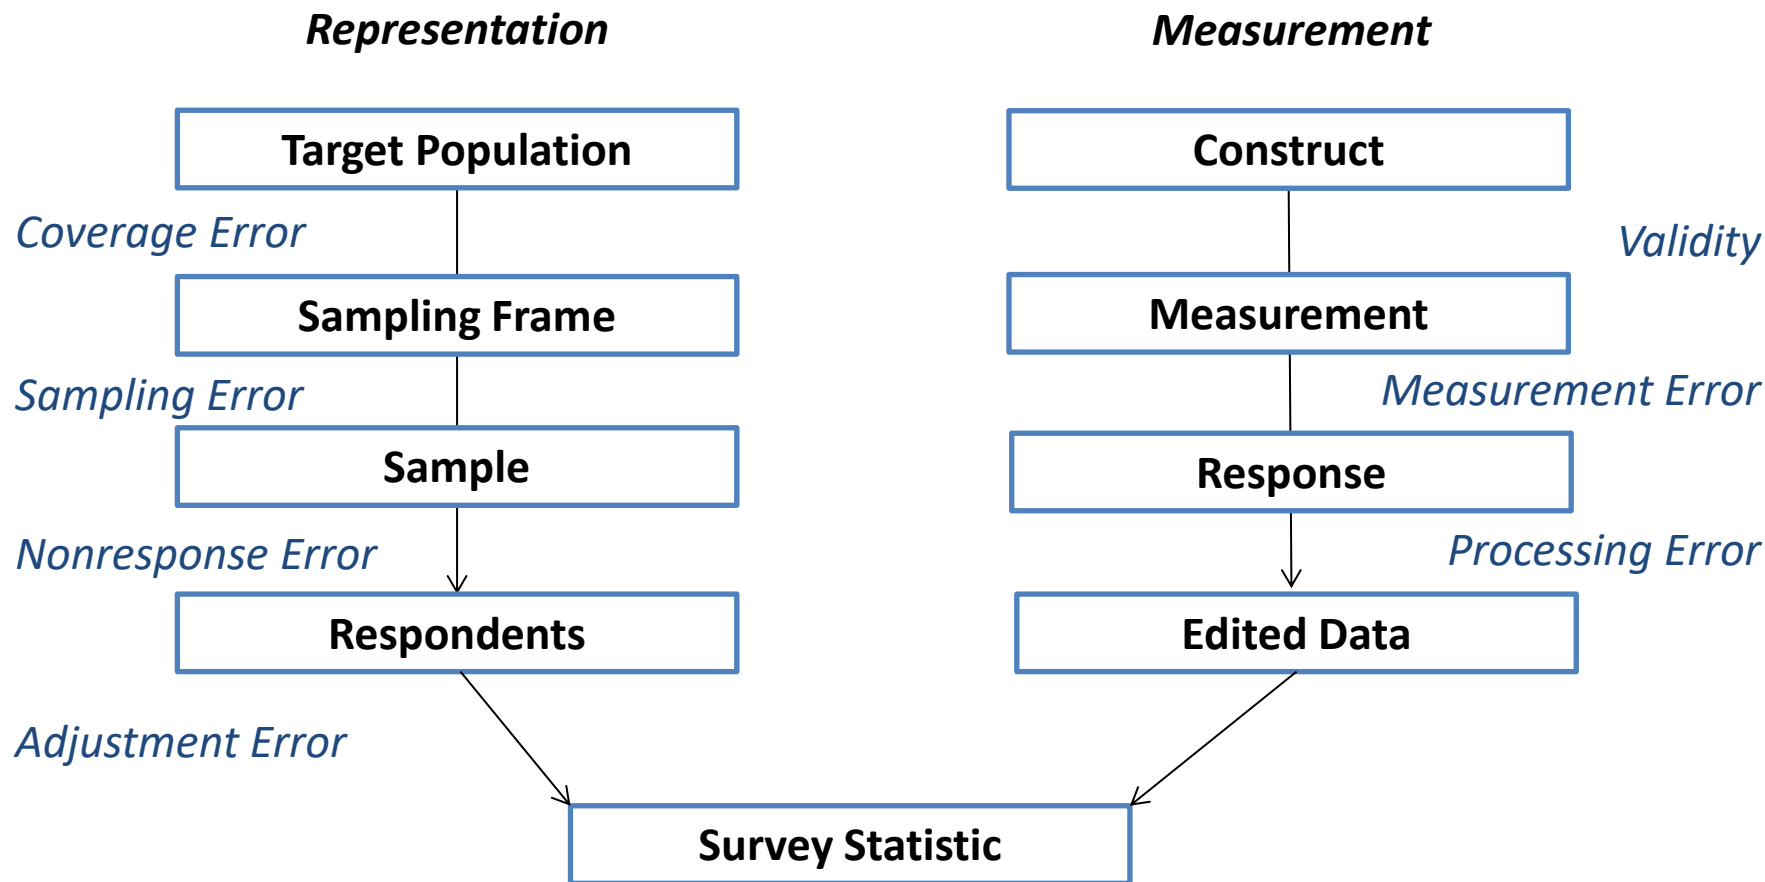 Representation
Measurement
Target Population
Construct
Coverage Error
Validity
Sampling Frame
Measurement
Sampling Error
Measurement Error
Sample
Response
Nonresponse Error
Processing Error
Respondents
Edited Data
Adjustment Error
Survey Statistic